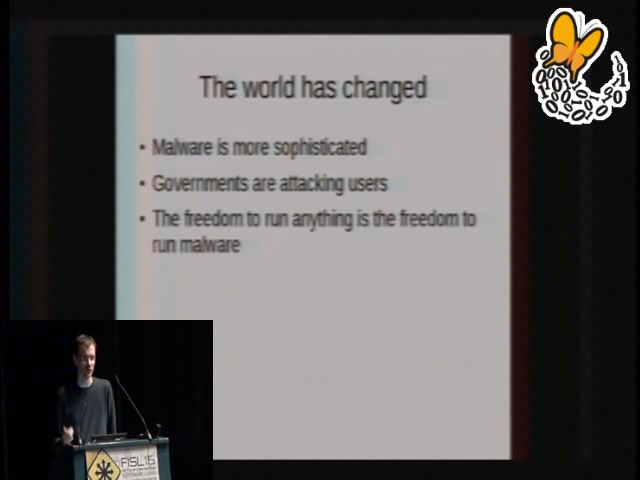 The world has changed
• Malware is more sophisticated
• Governments are attacking users
• The freedom to run anything is the freedom to
run malware
FISL15